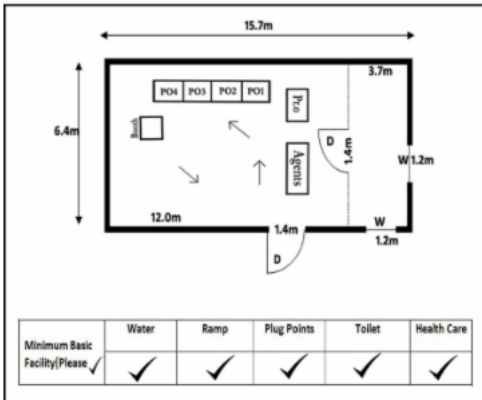 15.7m
3.7m
6.4m
PO4 PO3 PO2 PO1
Pro
Booth
D
1.4m
W 1.2m
Agents
12.0m
1.4m
W
1.2m
D
Water Ramp Plug Points Toilet Health Care
Minimum Basic
Facility(Please ✓ ✓ ✓ ✓ ✓ ✓